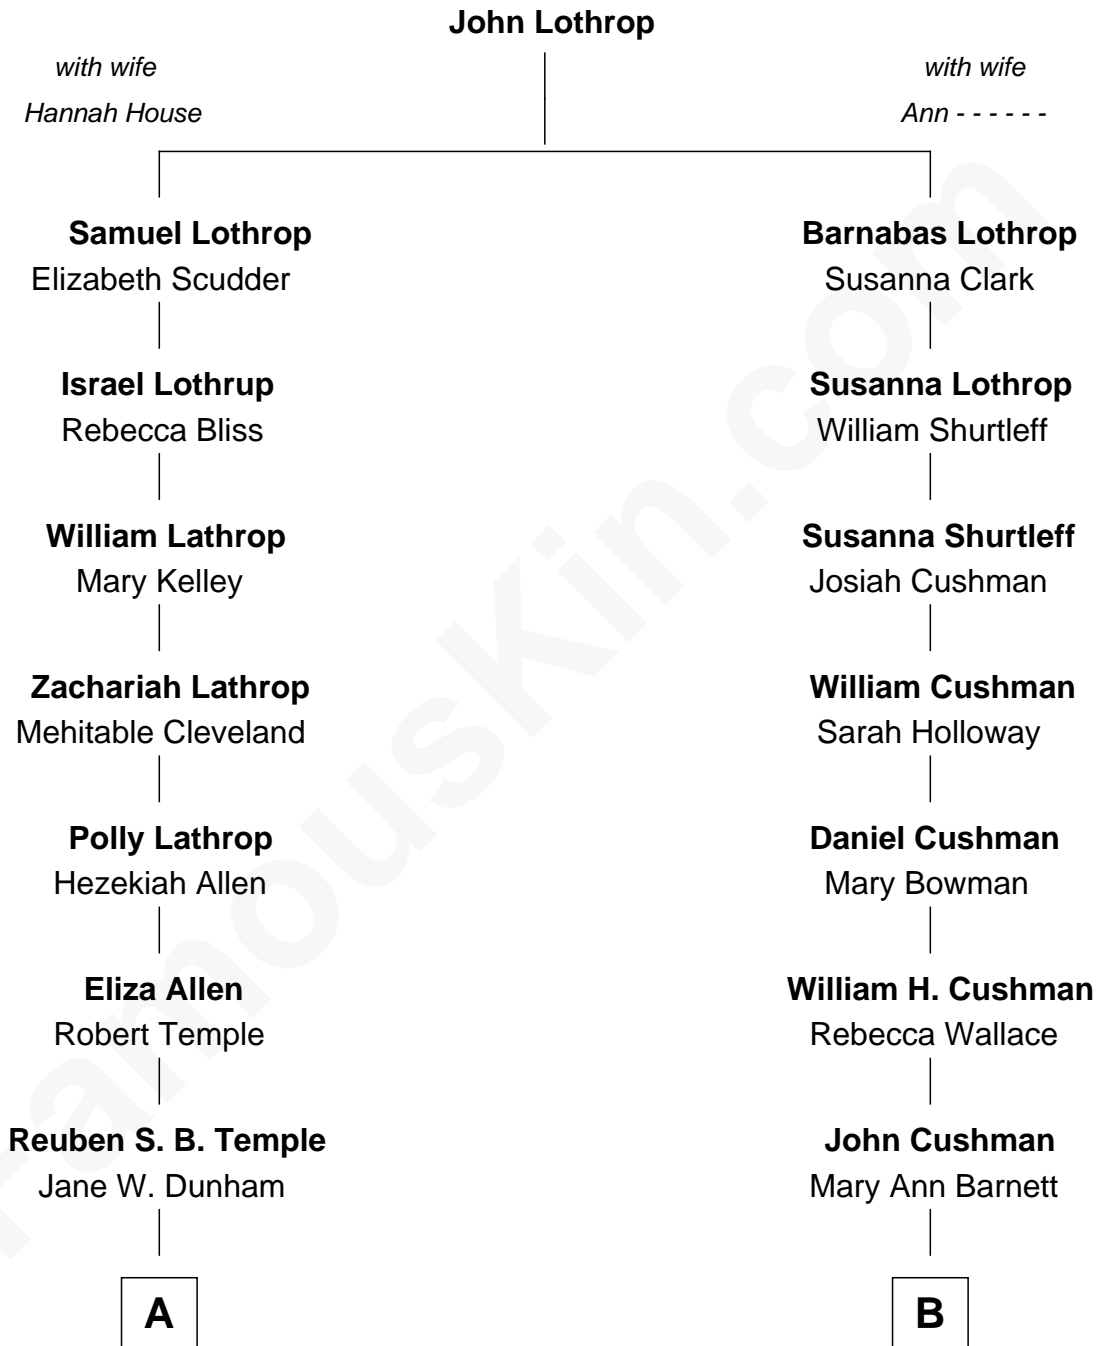 John Lothrop
with wife
Hannah House
with wife
Ann - - - - - -
Samuel Lothrop
Elizabeth Scudder
Barnabas Lothrop
Susanna Clark
Israel Lothrup
Rebecca Bliss
Susanna Lothrop
William Shurtleff
William Lathrop
Mary Kelley
Susanna Shurtleff
Josiah Cushman
Zachariah Lathrop
Mehitable Cleveland
William Cushman
Sarah Holloway
Polly Lathrop
Hezekiah Allen
Daniel Cushman
Mary Bowman
Eliza Allen
Robert Temple
William H. Cushman
Rebecca Wallace
Reuben S. B. Temple
Jane W. Dunham
John Cushman
Mary Ann Barnett
A
B
FamousKin.com